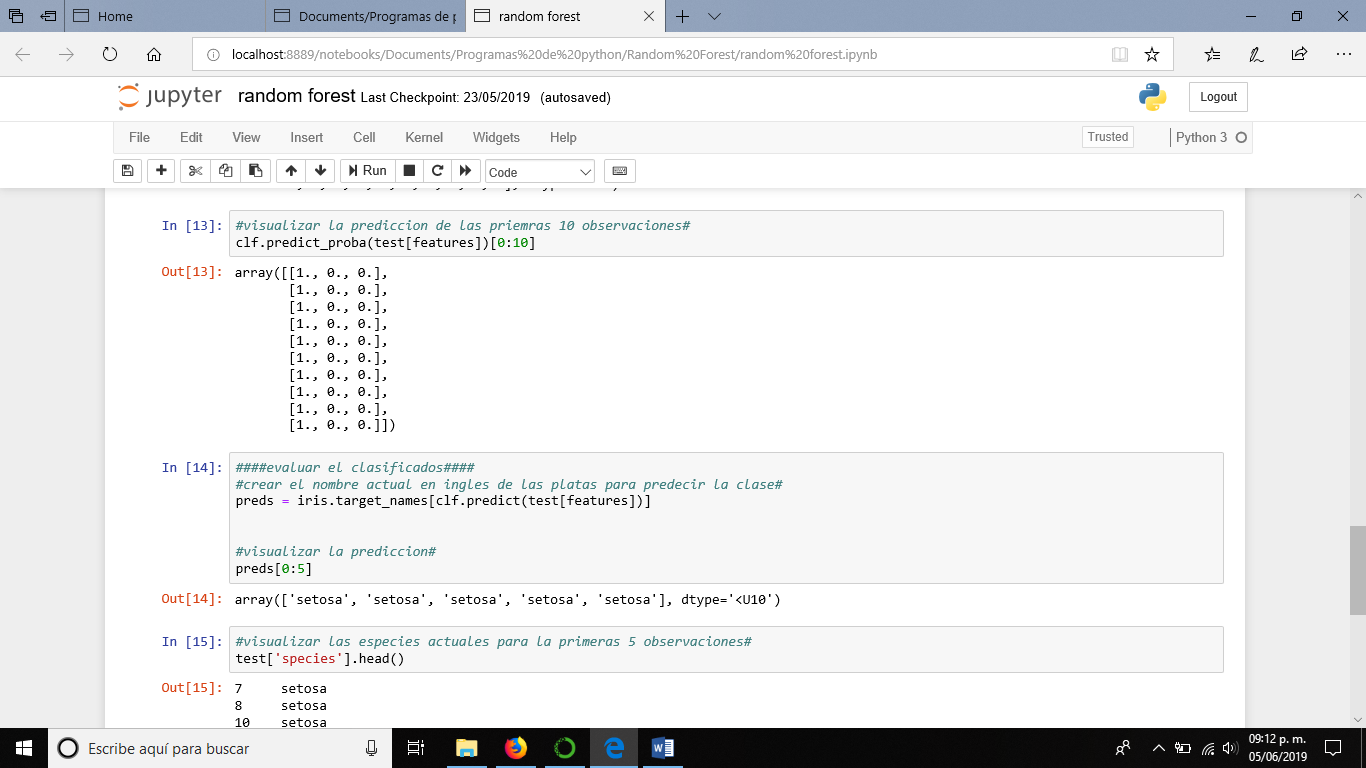 Home
Documents/Programas de p
random forest
localhost:8889/notebooks/Documents/Programas%20de%20python/Random%20Forest/random%20forest.ipynb
jupyter random forest Last Checkpoint: 23/05/2019 (autosaved)
Logout
File Edit View Insert Cell Kernel Widgets Help
Trusted
Python 3
Run
Code
In [13]: #visualizar la prediccion de las priemras 10 observaciones#
clf.predict_proba(test[features])[0:10]
Out[13]: array([[1., 0., 0.],
[1., 0., 0.],
[1., 0., 0.],
[1., 0., 0.],
[1., 0., 0.],
[1., 0., 0.],
[1., 0., 0.],
[1., 0., 0.],
[1., 0., 0.],
[1., 0., 0.]])
In [14]: ####evaluar el clasificados####
#crear el nombre actual en ingles de las platas para predecir la clase#
preds = iris.target_names[clf.predict(test[features])]
#visualizar la prediccion#
preds[0:5]
Out[14]: array(['setosa', 'setosa', 'setosa', 'setosa', 'setosa'], dtype='<U10')
In [15]: #visualizar las especies actuales para la primeras 5 observaciones#
test['species'].head()
Out[15]: 7 setosa
8 setosa
10 setosa
Escribe aquí para buscar
09:12 p. m.
05/06/2019